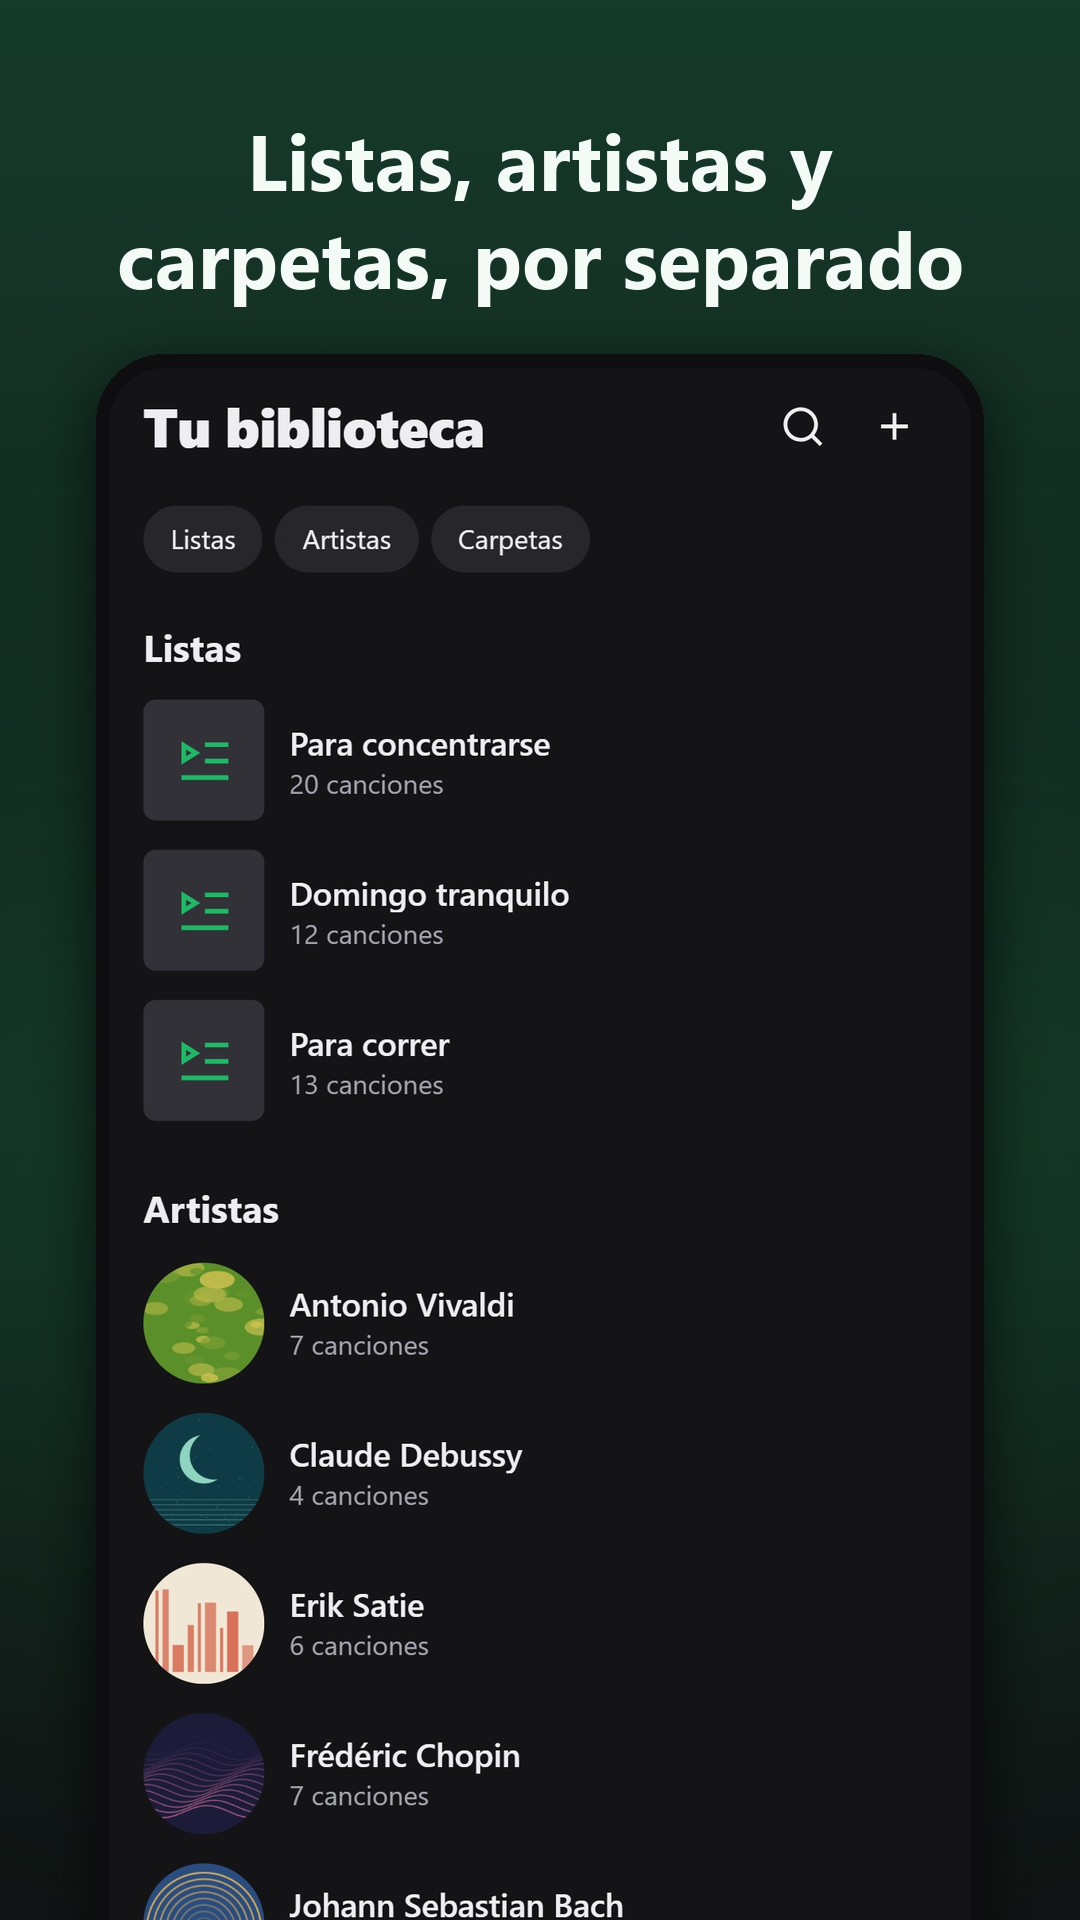 Listas, artistas y
carpetas, por separado
Tu biblioteca
Listas
Artistas
Carpetas
Listas
Para concentrarse
20 canciones
Domingo tranquilo
12 canciones
Para correr
13 canciones
Artistas
Antonio Vivaldi
7 canciones
Claude Debussy
4 canciones
Erik Satie
6 canciones
Frédéric Chopin
7 canciones
Johann Sebastian Bach